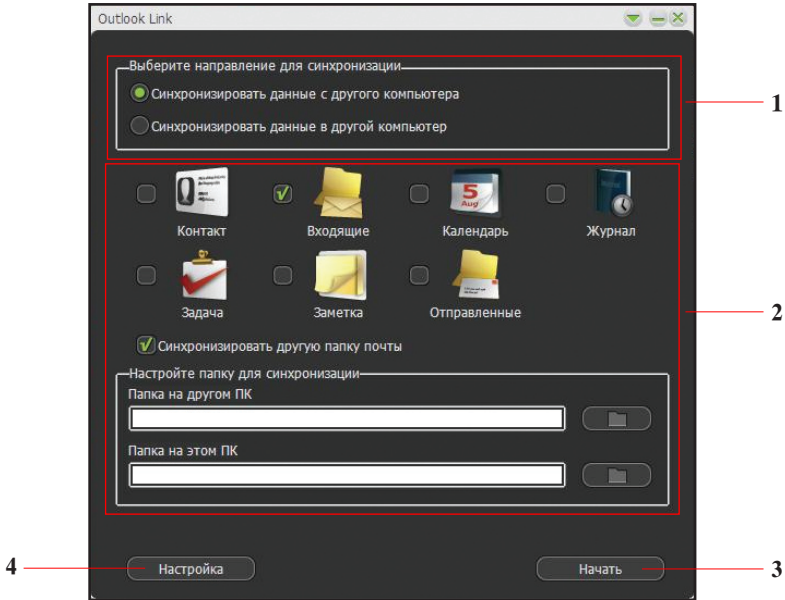 Outlook Link
Выберите направление для синхронизации
Синхронизировать данные с другого компьютера
1
Синхронизировать данные в другой компьютер
5
Aug
Контакт Входящие Календарь Журнал
Задача Заметка Отправленные
2
Синхронизировать другую папку почты
Настройте папку для синхронизации
Папка на другом ПК
Папка на этом ПК
4 Настройка Начать 3